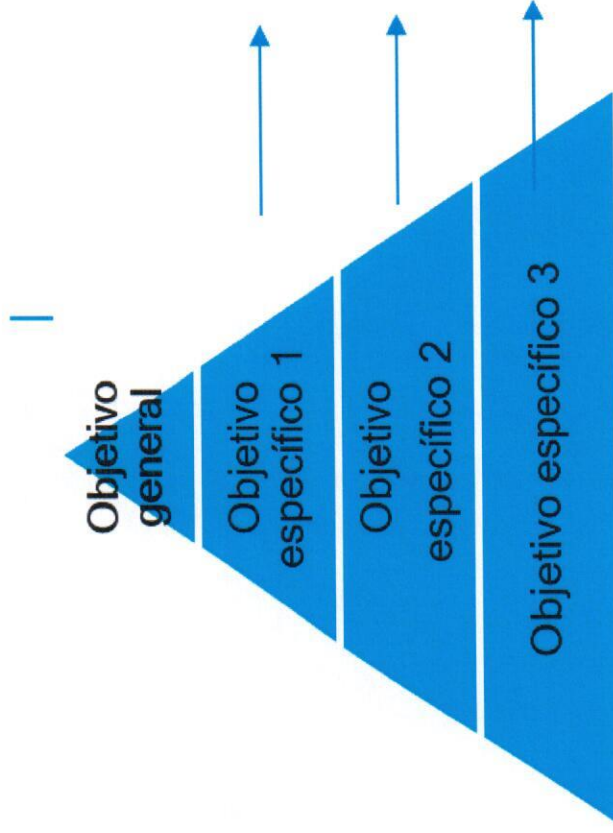 Objetivo
general
Objetivo
específico 1
Objetivo
específico 2
Objetivo específico 3